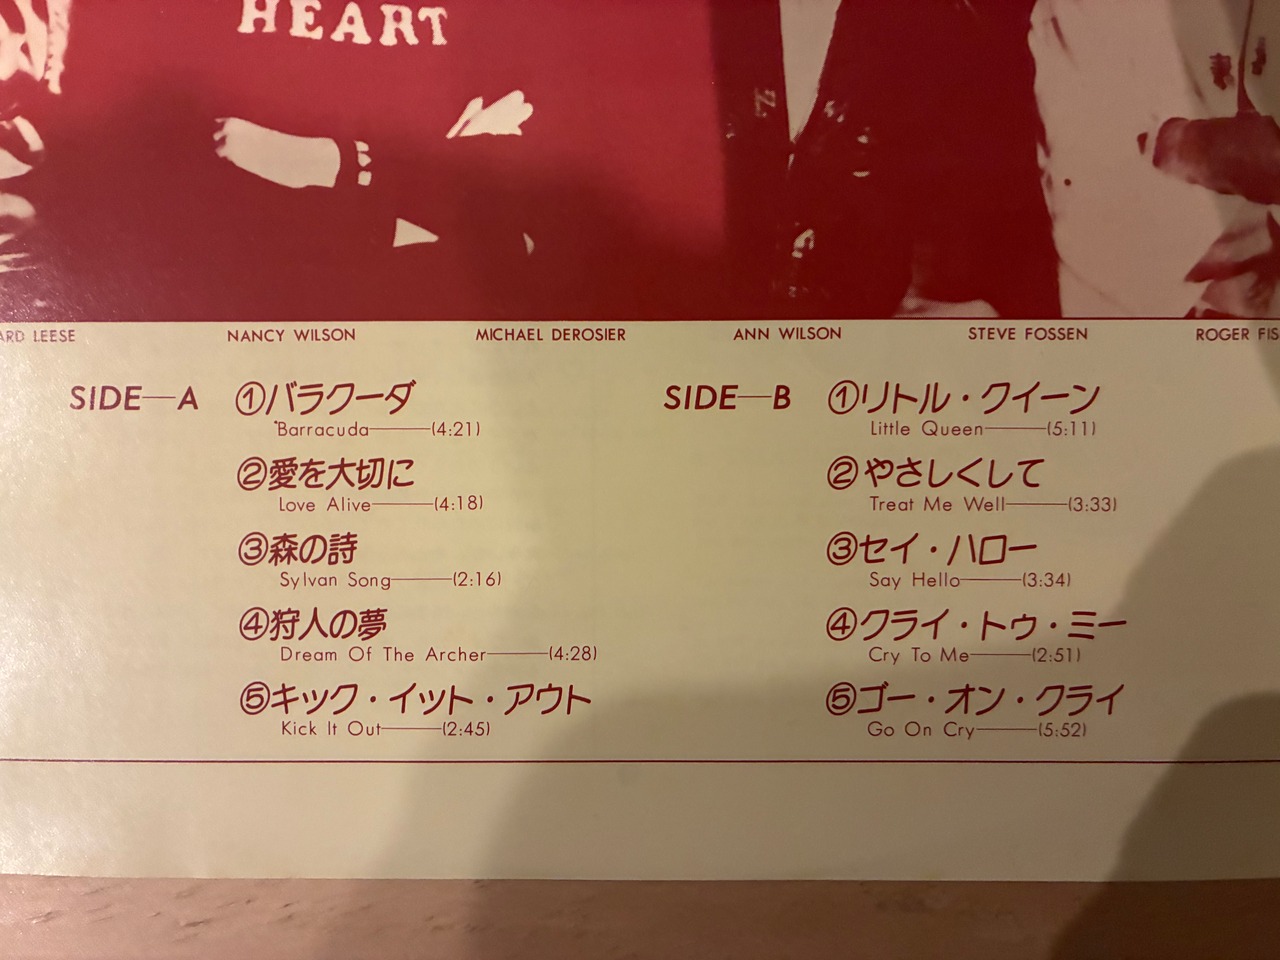 HEART
ARD LEESE
NANCY WILSON
MICHAEL DEROSIER
ANN WILSON
STEVE FOSSEN
ROGER FIS
SIDE—A
①バラクーダ
Barracuda——(4:21)
②愛を大切に
Love Alive——(4:18)
③森の詩
Sylvan Song——(2:16)
④狩人の夢
Dream Of The Archer——(4:28)
⑤キック・イット・アウト
Kick It Out——(2:45)
SIDE—B
①リトル・クイーン
Little Queen——(5:11)
②やさしくして
Treat Me Well——(3:33)
③セイ・ハロー
Say Hello——(3:34)
④クライ・トゥ・ミー
Cry To Me——(2:51)
⑤ゴー・オン・クライ
Go On Cry——(5:52)